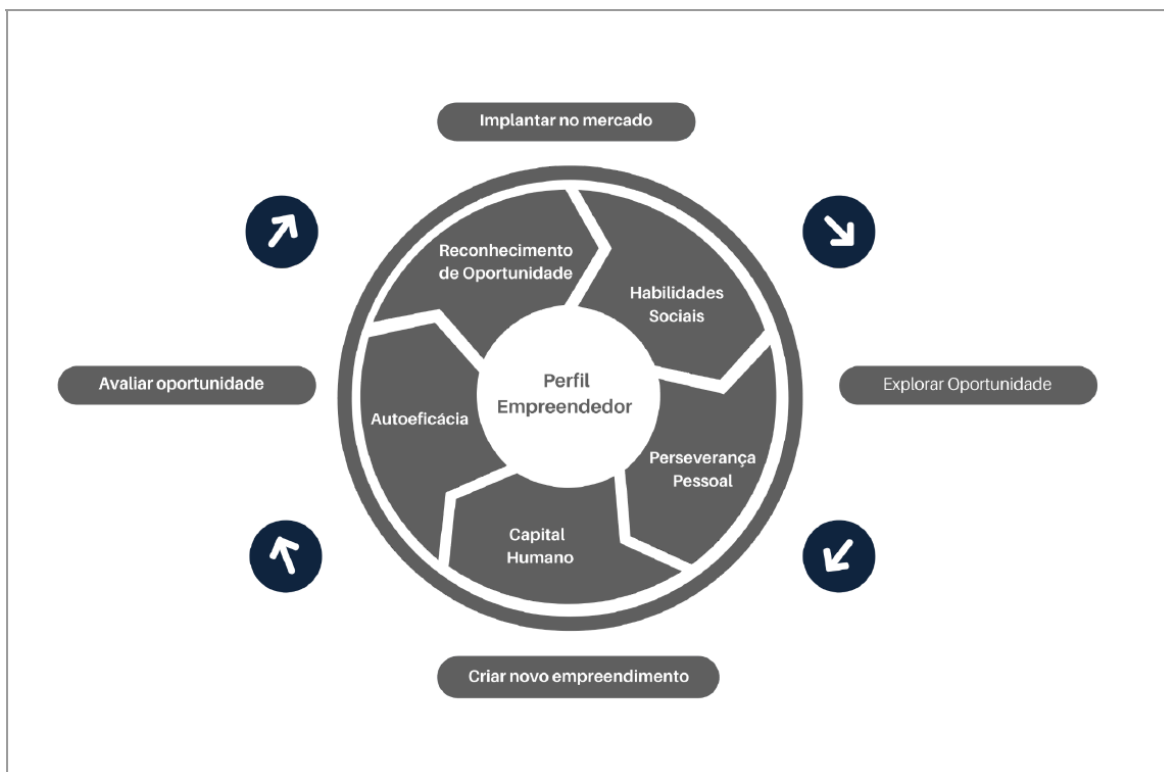 Implantar no mercado
Reconhecimento
de Oportunidade
Habilidades
Sociais
Avaliar oportunidade
Perfil
Empreendedor
Explorar Oportunidade
Autoeficácia
Perseverança
Pessoal
Capital
Humano
Criar novo empreendimento